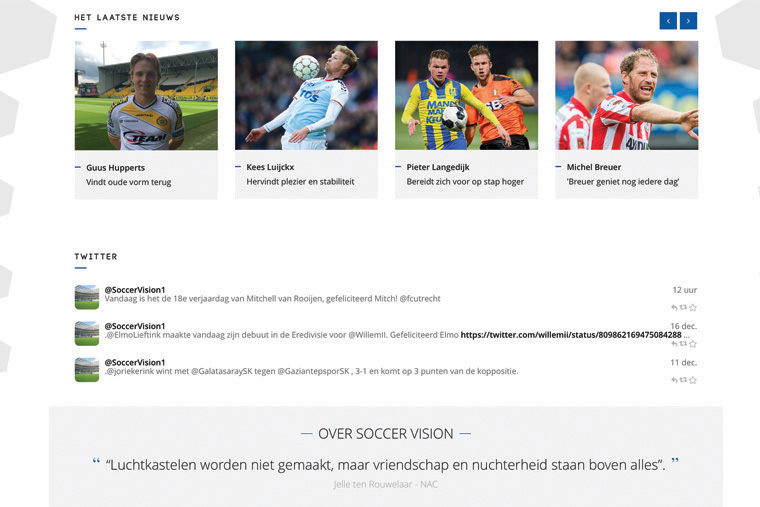 HET LAATSTE NIEUWS
TEAM
TOS
MANDE
Guus Hupperts
Vindt oude vorm terug
Kees Luijckx
Hervindt plezier en stabiliteit
Pieter Langedijk
Bereidt zich voor op stap hoger
Michel Breuer
'Breuer geniet nog iedere dag'
TWITTER
@SoccerVision1
12 uur
Vandaag is het de 18e verjaardag van Mitchell van Rooijen, gefeliciteerd Mitch! @fcutrecht
@SoccerVision1
16 dec.
.@ElmoLieftink maakte vandaag zijn debuut in de Eredivisie voor @WillemII. Gefeliciteerd Elmo https://twitter.com/willemii/status/809862169475084288 ...
@SoccerVision1
11 dec.
.@joriekerink wint met @GalatasaraySK tegen @GaziantepsporSK , 3-1 en komt op 3 punten van de koppositie.
— OVER SOCCER VISION —
“ “Luchtkastelen worden niet gemaakt, maar vriendschap en nuchterheid staan boven alles”. ”
Jelle ten Rouwelaar - NAC